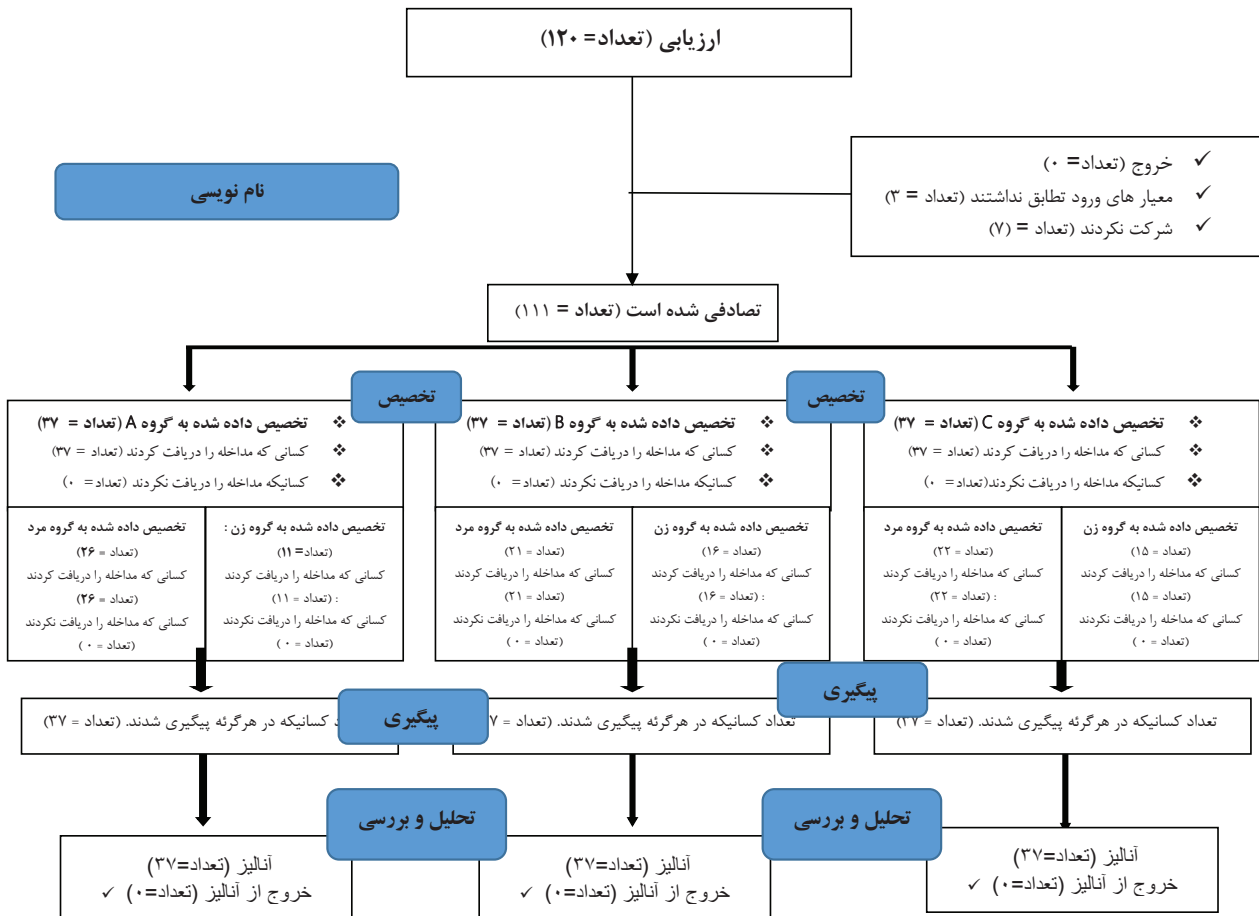 ارزیابی (تعداد= ۱۲۰)
✓ خروج (تعداد= ۰)
✓ معیار های ورود تطابق نداشتند (تعداد = ۳)
✓ شرکت نکردند (تعداد = (۷)
نام نویسی
تصادفی شده است (تعداد = ۱۱۱)
تخصیص
تخصیص
❖ تخصیص داده شده به گروه C (تعداد = ۳۷)
❖ کسانی که مداخله را دریافت کردند (تعداد = ۳۷)
❖ کسانیکه مداخله را دریافت نکردند(تعداد= ۰)
تخصیص داده شده به گروه زن
(تعداد = ۱۵)
کسانی که مداخله را دریافت کردند
(تعداد = ۱۵)
کسانی که مداخله را دریافت نکردند
(تعداد = ۰)
تخصیص داده شده به گروه مرد
(تعداد = ۲۲)
کسانی که مداخله را دریافت کردند
: (تعداد = ۲۲)
کسانی که مداخله را دریافت نکردند
(تعداد = ۰)
❖ تخصیص داده شده به گروه B (تعداد = ۳۷)
❖ کسانی که مداخله را دریافت کردند (تعداد = ۳۷)
❖ کسانیکه مداخله را دریافت نکردند (تعداد= ۰)
تخصیص داده شده به گروه زن
(تعداد = ۱۶)
کسانی که مداخله را دریافت کردند
: (تعداد = ۱۶)
کسانی که مداخله را دریافت نکردند
(تعداد = ۰)
تخصیص داده شده به گروه مرد
(تعداد = ۲۱)
کسانی که مداخله را دریافت کردند
(تعداد = ۲۱)
کسانی که مداخله را دریافت نکردند
(تعداد = ۰)
❖ تخصیص داده شده به گروه A (تعداد = ۳۷)
❖ کسانی که مداخله را دریافت کردند (تعداد = ۳۷)
❖ کسانیکه مداخله را دریافت نکردند (تعداد= ۰)
تخصیص داده شده به گروه زن :
(تعداد= ۱۱)
کسانی که مداخله را دریافت کردند
: (تعداد = ۱۱)
کسانی که مداخله را دریافت نکردند
(تعداد = ۰)
تخصیص داده شده به گروه مرد
(تعداد = ۲۶)
کسانی که مداخله را دریافت کردند
(تعداد = ۲۶)
کسانی که مداخله را دریافت نکردند
(تعداد = ۰)
پیگیری
پیگیری
تعداد کسانیکه در هرگرئه پیگیری شدند. (تعداد = ۳۷)
تعداد کسانیکه در هرگرئه پیگیری شدند. (تعداد =
کسانیکه در هرگرئه پیگیری شدند. (تعداد = ۳۷)
تحلیل و بررسی
تحلیل و بررسی
آنالیز (تعداد=۳۷)
خروج از آنالیز (تعداد=۰) ✓
آنالیز (تعداد=۳۷)
خروج از آنالیز (تعداد=۰) ✓
آنالیز (تعداد=۳۷)
خروج از آنالیز (تعداد=۰) ✓